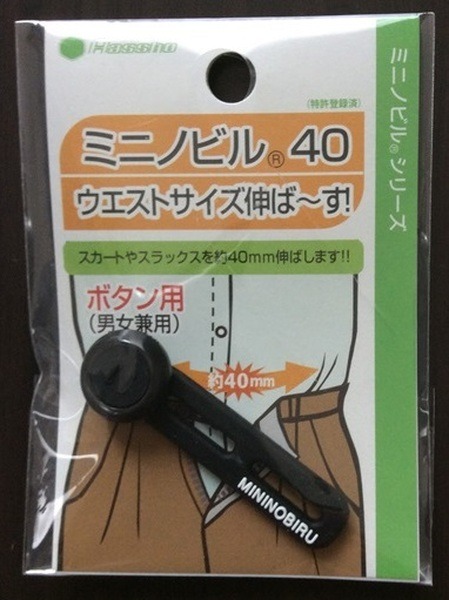 Hassho
(特許登録済)
ミニノビル®シリーズ
ミニノビル® 40
ウエストサイズ伸ば～す!
スカートやスラックスを約40mm伸ばします!!
ボタン用
(男女兼用)
約40mm
MININOBIRU